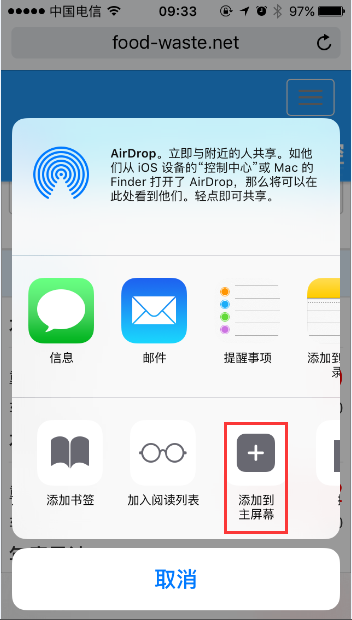 中国电信 09:33 97%
food-waste.net
AirDrop。立即与附近的人共享。如他
们从 iOS 设备的“控制中心”或 Mac 的
Finder 打开了 AirDrop，那么将可以在
此处看到他们。轻点即可共享。
信息 邮件 提醒事项 添加到
录
添加书签 加入阅读列表 添加到
主屏幕
取消